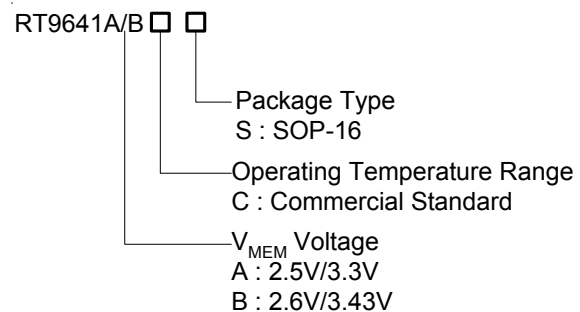 RT9641A/B
Package Type
S : SOP-16
Operating Temperature Range
C : Commercial Standard
VMEM Voltage
A : 2.5V/3.3V
B : 2.6V/3.43V